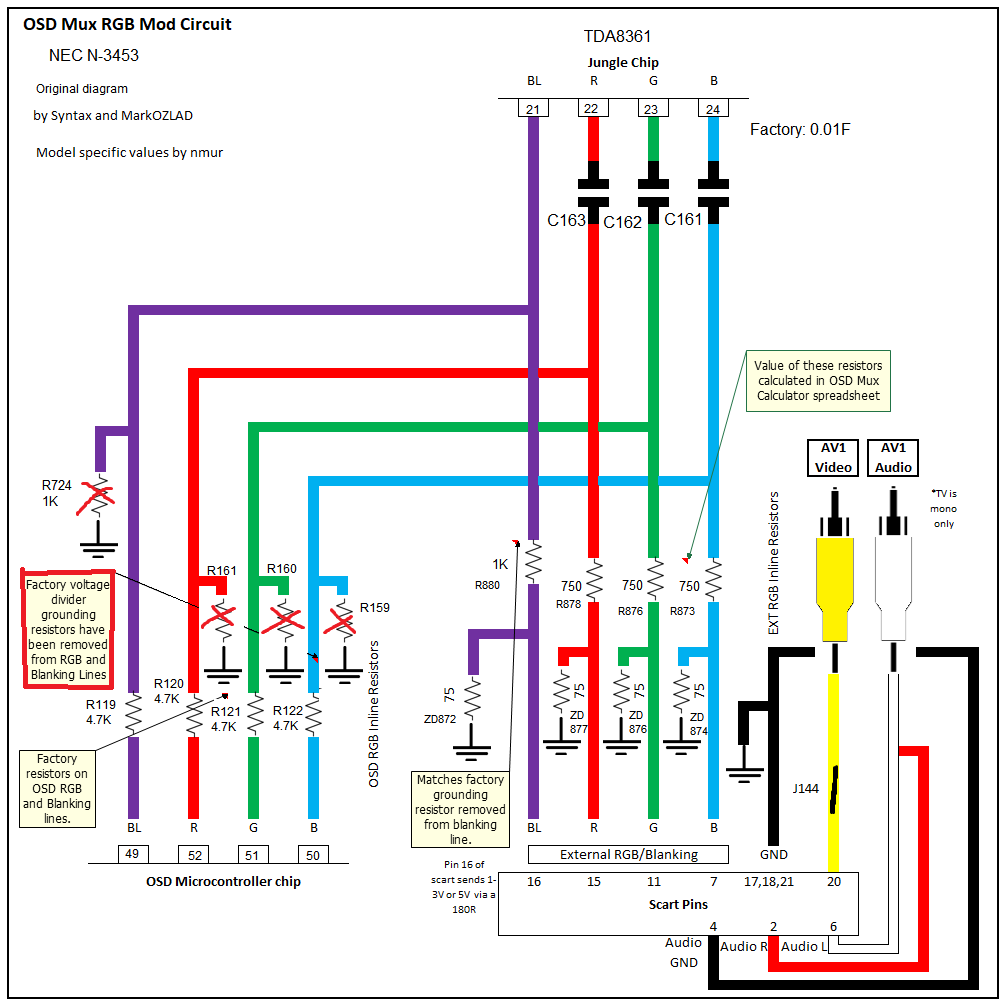 OSD Mux RGB Mod Circuit
NEC N-3453
Original diagram
by Syntax and MarkOZLAD
Model specific values by nmur
TDA8361
Jungle Chip
BL R G B
21 22 23 24
Factory: 0.01F
C163 C162 C161
Value of these resistors
calculated in OSD Mux
Calculator spreadsheet
AV1
Video
AV1
Audio
*TV is
mono
only
EXT RGB Inline Resistors
R724
1K
Factory voltage
divider
grounding
resistors have
been removed
from RGB and
Blanking Lines
R161
R160
R159
OSD RGB Inline Resistors
R119
4.7K
R120
4.7K
R121
4.7K
R122
4.7K
Factory
resistors on
OSD RGB
and Blanking
lines.
BL R G B
49 52 51 50
OSD Microcontroller chip
1K
R880
750
R878
750
R876
750
R873
75
ZD872
75
ZD
877
75
ZD
876
75
ZD
874
Matches factory
grounding
resistor removed
from blanking
line.
J144
BL R G B
External RGB/Blanking
GND
Pin 16 of
scart sends 1-
3V or 5V via a
180R
16 15 11 7 17,18,21 20
Scart Pins
4 2 6
Audio
GND
Audio R
Audio L